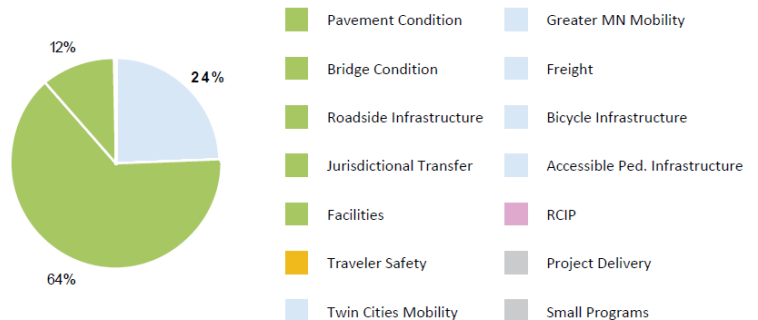 12%
24%
64%
Pavement Condition
Bridge Condition
Roadside Infrastructure
Jurisdictional Transfer
Facilities
Traveler Safety
Twin Cities Mobility
Greater MN Mobility
Freight
Bicycle Infrastructure
Accessible Ped. Infrastructure
RCIP
Project Delivery
Small Programs